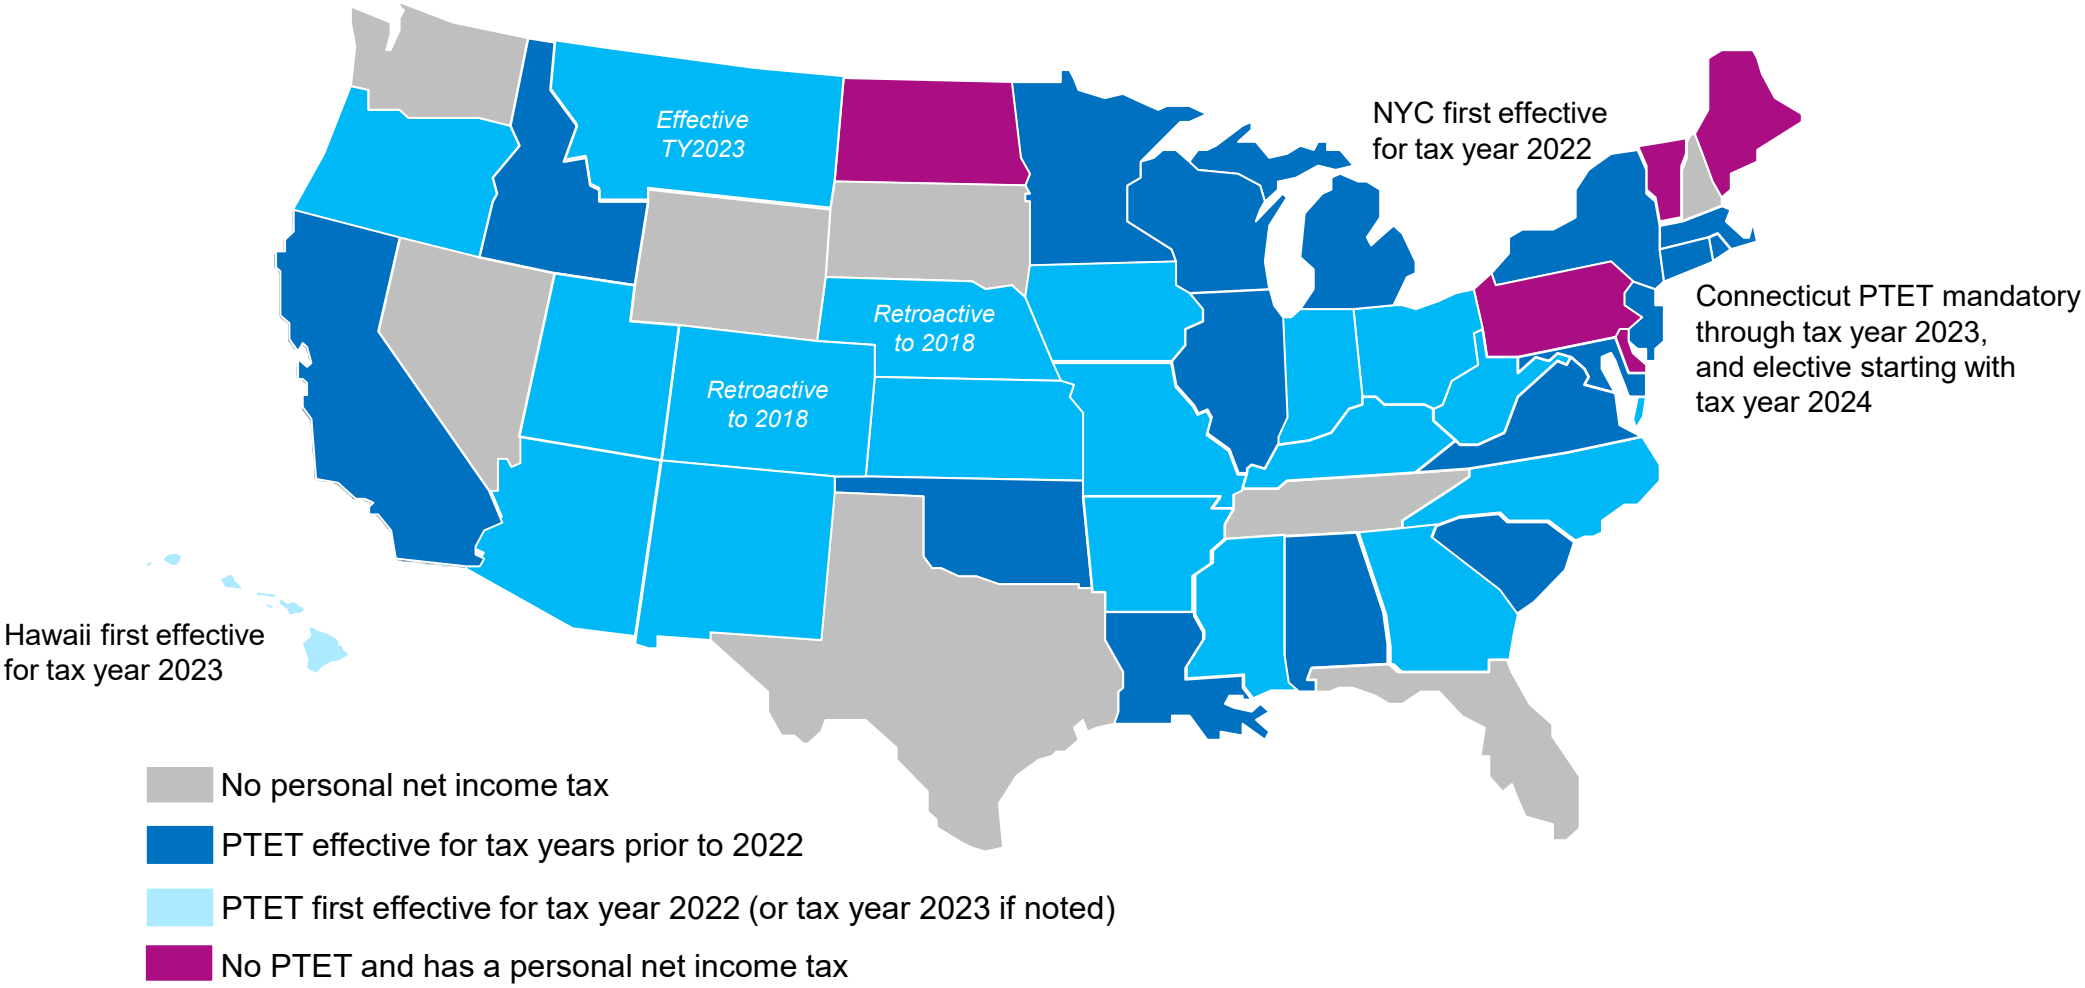 Effective
TY2023
NYC first effective
for tax year 2022
Retroactive
to 2018
Connecticut PTET mandatory
through tax year 2023,
and elective starting with
tax year 2024
Retroactive
to 2018
Hawaii first effective
for tax year 2023
No personal net income tax
PTET effective for tax years prior to 2022
PTET first effective for tax year 2022 (or tax year 2023 if noted)
No PTET and has a personal net income tax